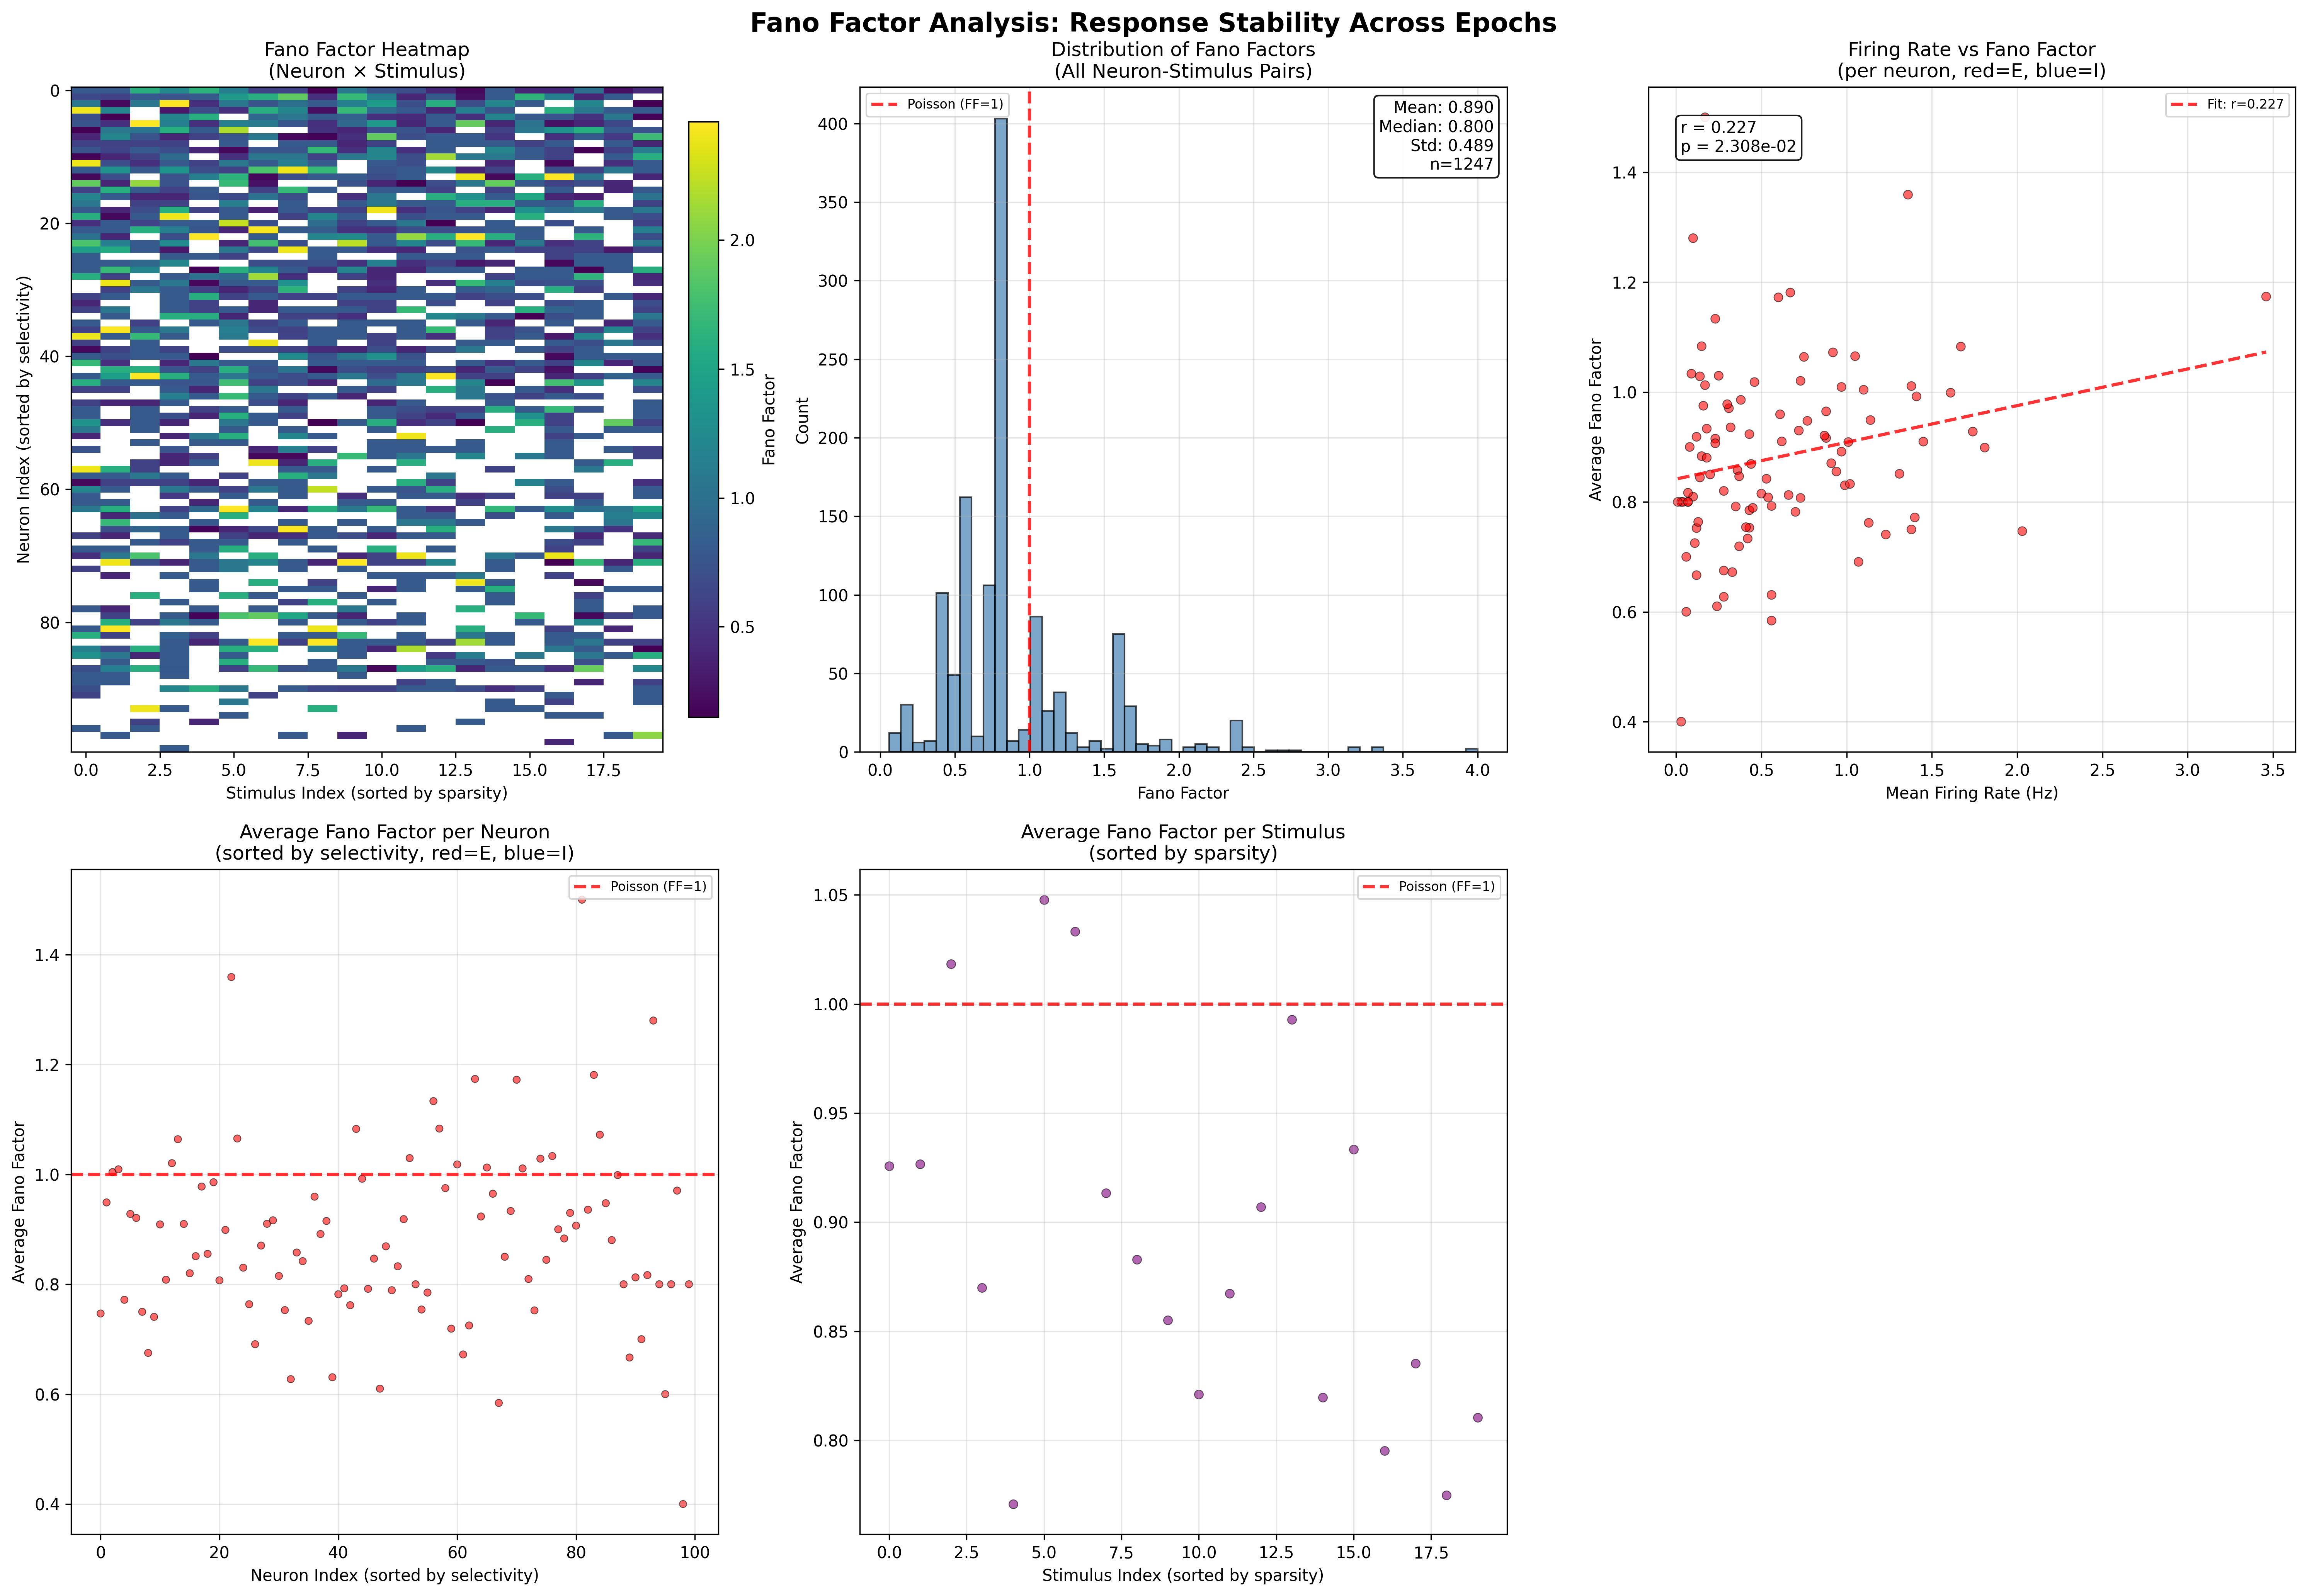 Fano Factor Analysis: Response Stability Across Epochs
Fano Factor Heatmap
(Neuron × Stimulus)
0
20
40
60
80
Neuron Index (sorted by selectivity)
0.0
2.5
5.0
7.5
10.0
12.5
15.0
17.5
Stimulus Index (sorted by sparsity)
2.0
1.5
1.0
0.5
Fano Factor
Distribution of Fano Factors
(All Neuron-Stimulus Pairs)
Poisson (FF=1)
Mean: 0.890
Median: 0.800
Std: 0.489
n=1247
400
350
300
250
200
150
100
50
0
Count
0.0
0.5
1.0
1.5
2.0
2.5
3.0
3.5
4.0
Fano Factor
Firing Rate vs Fano Factor
(per neuron, red=E, blue=I)
Fit: r=0.227
r = 0.227
p = 2.308e-02
1.4
1.2
1.0
0.8
0.6
0.4
Average Fano Factor
0.0
0.5
1.0
1.5
2.0
2.5
3.0
3.5
Mean Firing Rate (Hz)
Average Fano Factor per Neuron
(sorted by selectivity, red=E, blue=I)
Poisson (FF=1)
1.4
1.2
1.0
0.8
0.6
0.4
Average Fano Factor
0
20
40
60
80
100
Neuron Index (sorted by selectivity)
Average Fano Factor per Stimulus
(sorted by sparsity)
Poisson (FF=1)
1.05
1.00
0.95
0.90
0.85
0.80
Average Fano Factor
0.0
2.5
5.0
7.5
10.0
12.5
15.0
17.5
Stimulus Index (sorted by sparsity)